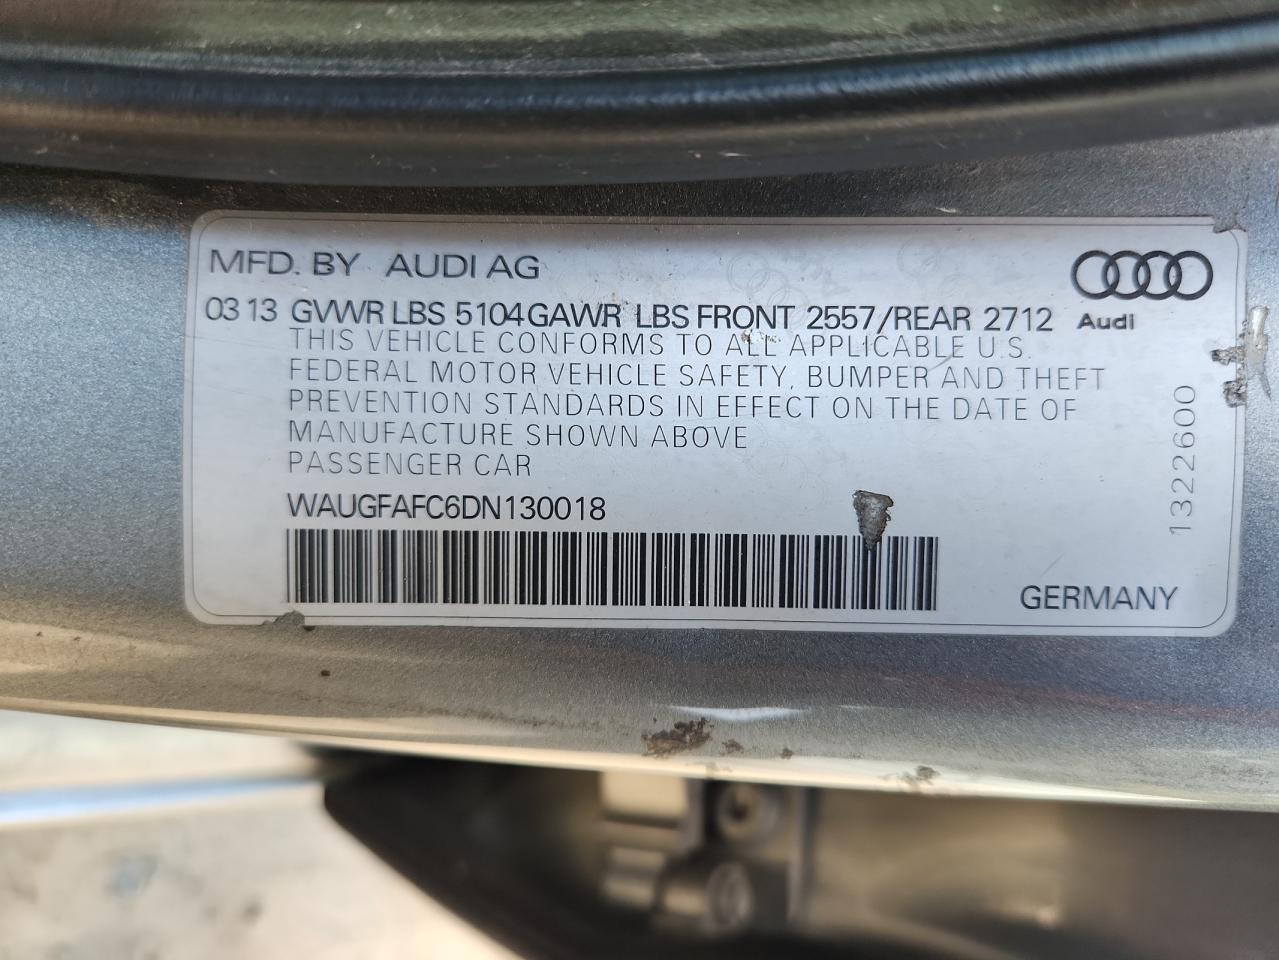 MFD. BY AUDI AG
03 13 GVWR LBS 5104 GAWR LBS FRONT 2557/REAR 2712
Audi
THIS VEHICLE CONFORMS TO ALL APPLICABLE U.S.
FEDERAL MOTOR VEHICLE SAFETY, BUMPER AND THEFT
PREVENTION STANDARDS IN EFFECT ON THE DATE OF
MANUFACTURE SHOWN ABOVE
PASSENGER CAR
WAUGFAFC6DN130018
GERMANY
1322600